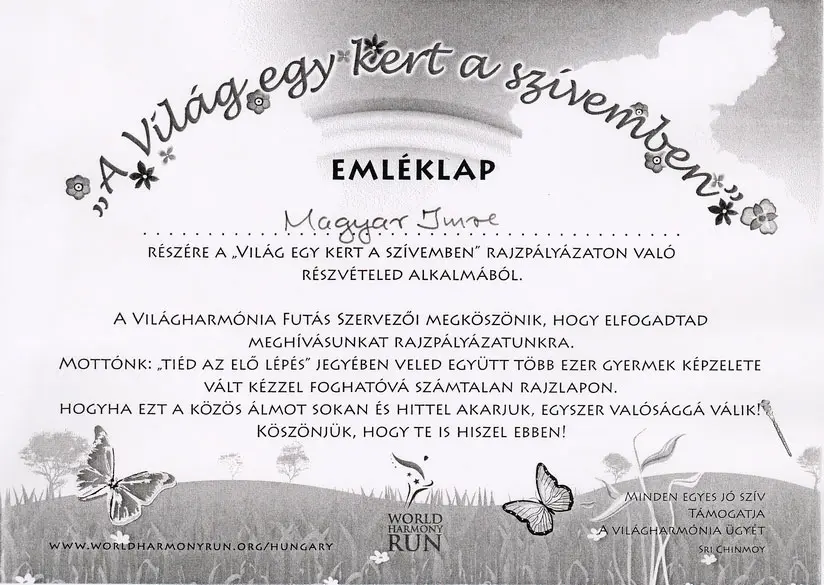 „A Világ egy kert a szívemben”
EMLÉKLAP
Magyar Imre
RÉSZÉRE A „VILÁG EGY KERT A SZÍVEMBEN” RAJZPÁLYÁZATON VALÓ
RÉSZVÉTELED ALKALMÁBÓL.
A VILÁGHARMÓNIA FUTÁS SZERVEZŐI MEGKÖSZÖNIK, HOGY ELFOGADTAD
MEGHÍVÁSUNKAT RAJZPÁLYÁZATUNKRA.
MOTTÓNK: „TIÉD AZ ELŐ LÉPÉS” JEGYÉBEN VELED EGYÜTT TÖBB EZER GYERMEK KÉPZELETE
VÁLT KÉZZEL FOGHATÓVÁ SZÁMTALAN RAJZLAPON.
HOGYHA EZT A KÖZÖS ÁLMOT SOKAN ÉS HITTEL AKARJUK, EGYSZER VALÓSÁGGÁ VÁLIK!
KÖSZÖNJÜK, HOGY TE IS HISZEL EBBEN!
WORLD
HARMONY
RUN
WWW.WORLDHARMONYRUN.ORG/HUNGARY
MINDEN EGYES JÓ SZÍV
TÁMOGATJA
A VILÁGHARMÓNIA ÜGYÉT
SRI CHINMOY